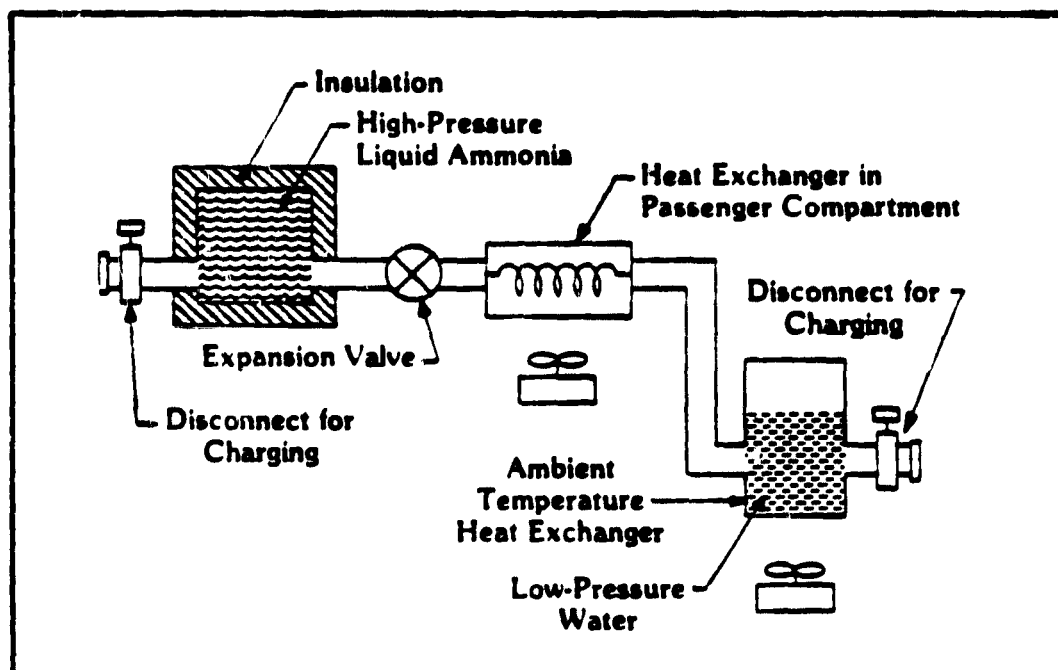 Insulation
High-Pressure
Liquid Ammonia
Heat Exchanger in
Passenger Compartment
Disconnect for
Charging
Expansion Valve
Disconnect for
Charging
Ambient
Temperature
Heat Exchanger
Low-Pressure
Water